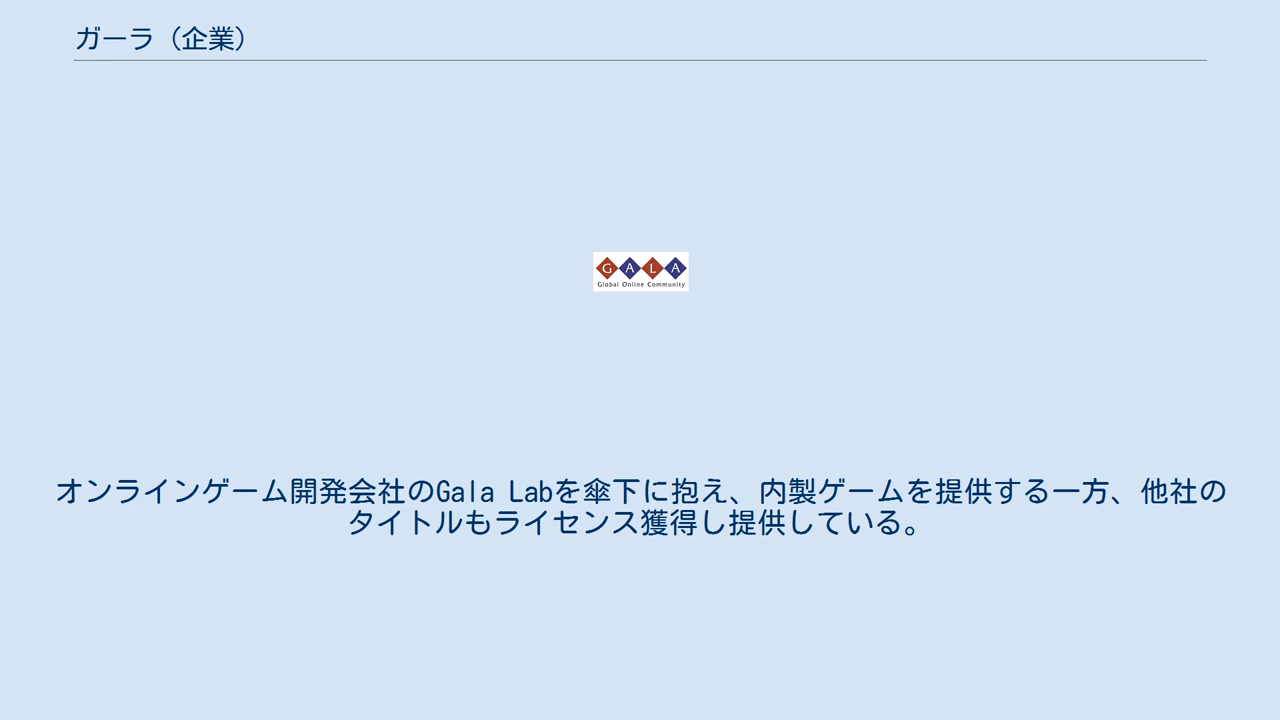 ガーラ（企業）
GALA
Global Online Community
オンラインゲーム開発会社のGala Labを傘下に抱え、内製ゲームを提供する一方、他社の
タイトルもライセンス獲得し提供している。